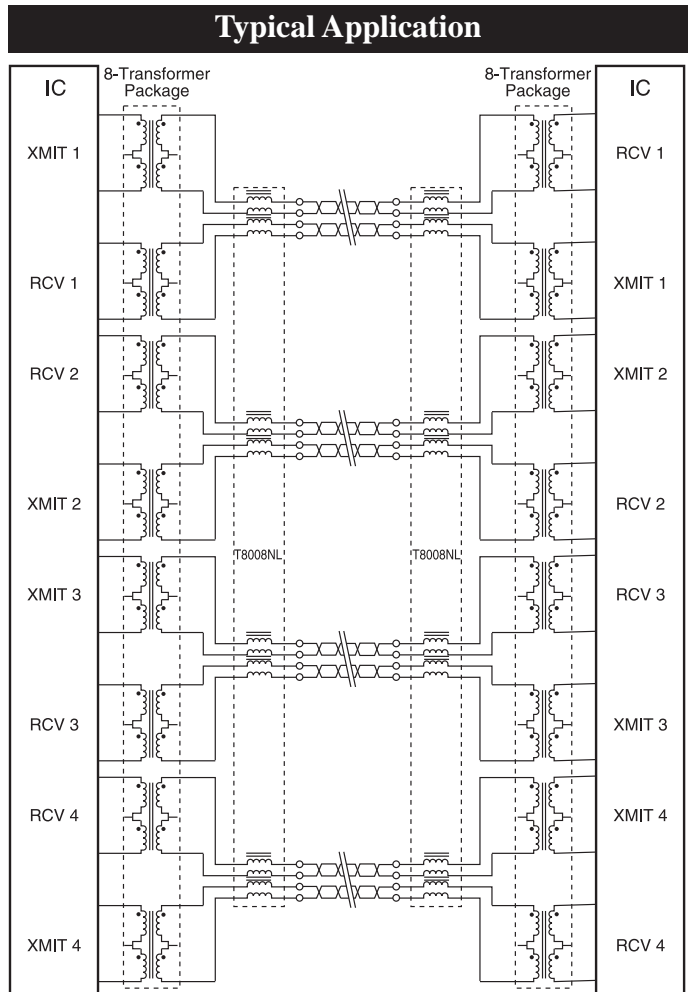 Typical Application
IC
8-Transformer
Package
8-Transformer
Package
IC
XMIT 1
RCV 1
RCV 1
XMIT 1
RCV 2
XMIT 2
XMIT 2
RCV 2
T8008NL
T8008NL
XMIT 3
RCV 3
RCV 3
XMIT 3
RCV 4
XMIT 4
XMIT 4
RCV 4